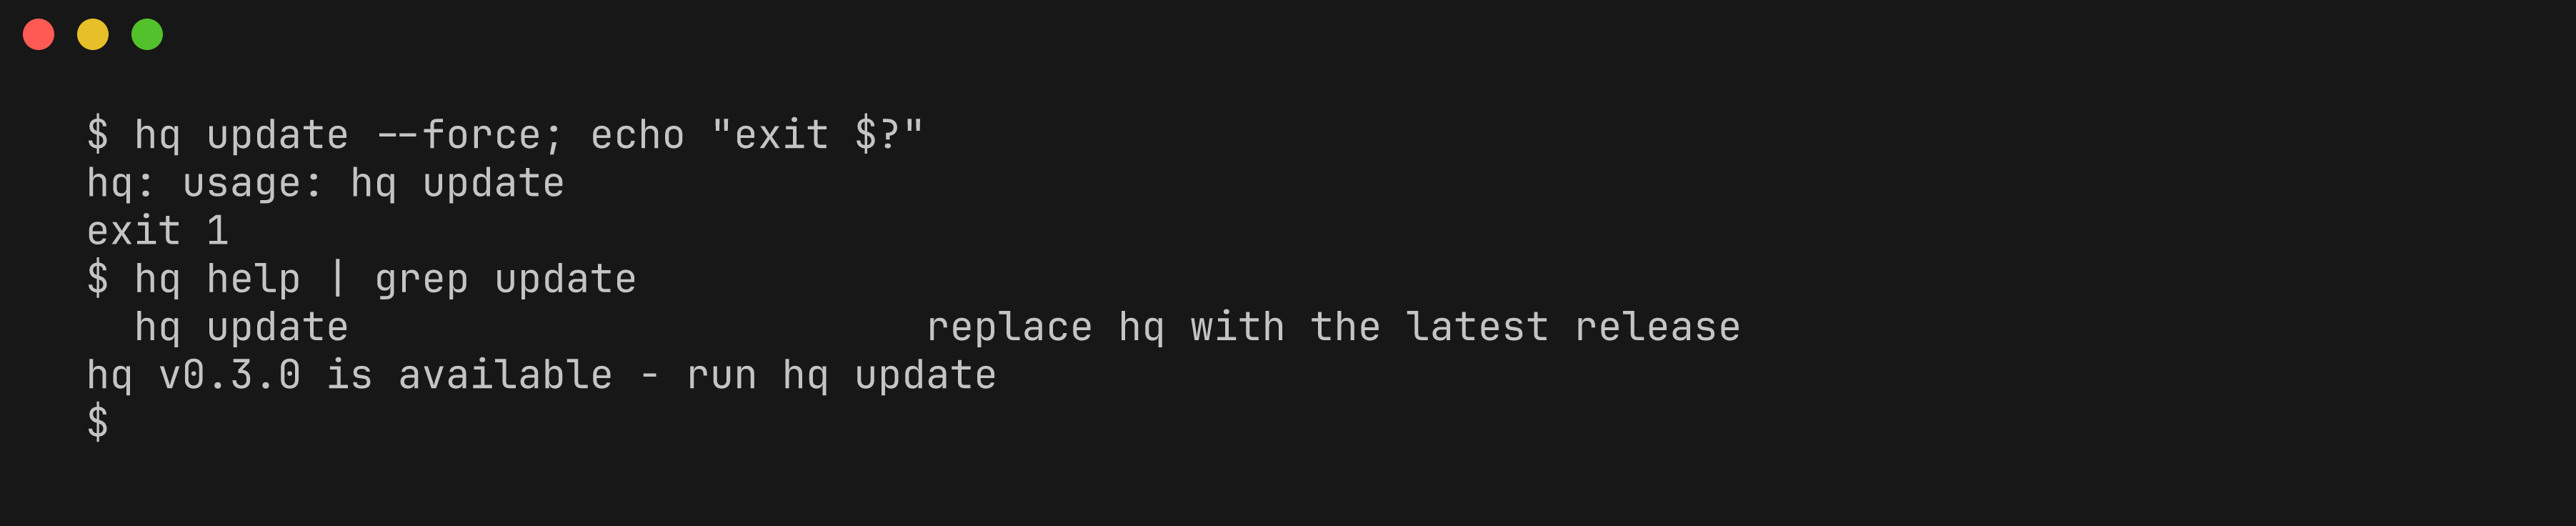 $ hq update --force; echo "exit $?"
hq: usage: hq update
exit 1
$ hq help | grep update
  hq update                        replace hq with the latest release
hq v0.3.0 is available - run hq update
$